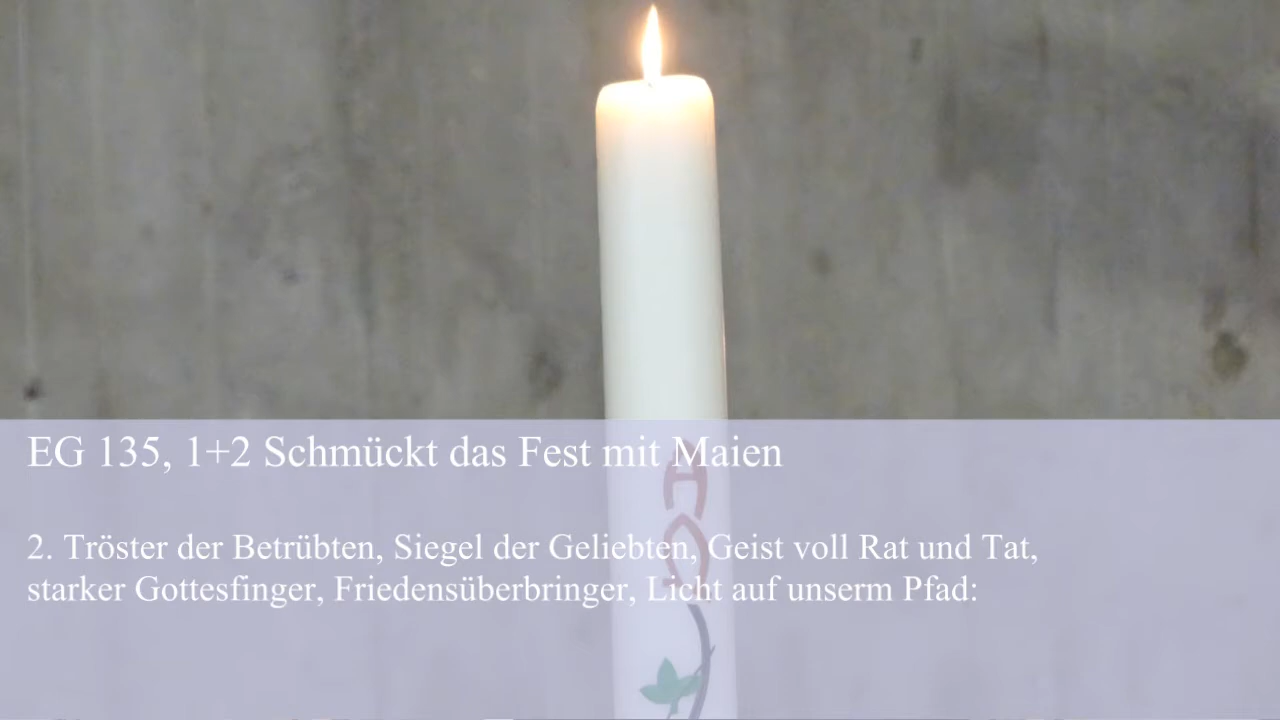 EG 135, 1+2 Schmückt das Fest mit Maien
2. Tröster der Betrübten, Siegel der Geliebten, Geist voll Rat und Tat,
starker Gottesfinger, Friedensüberbringer, Licht auf unserm Pfad: